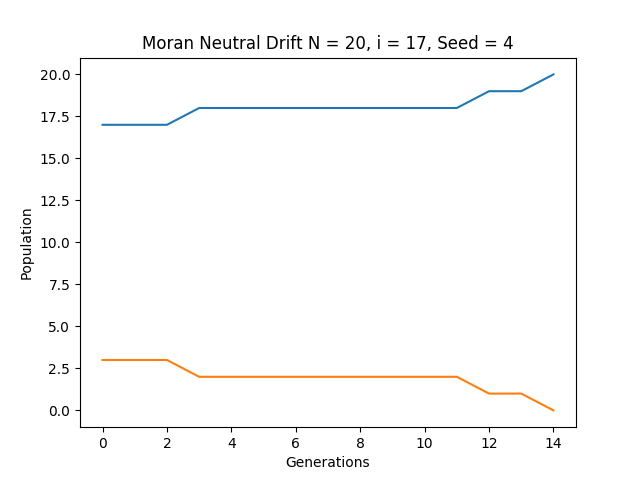 Moran Neutral Drift N = 20, i = 17, Seed = 4
20.0
17.5
15.0
12.5
10.0
7.5
5.0
2.5
0.0
Population
0 2 4 6 8 10 12 14
Generations